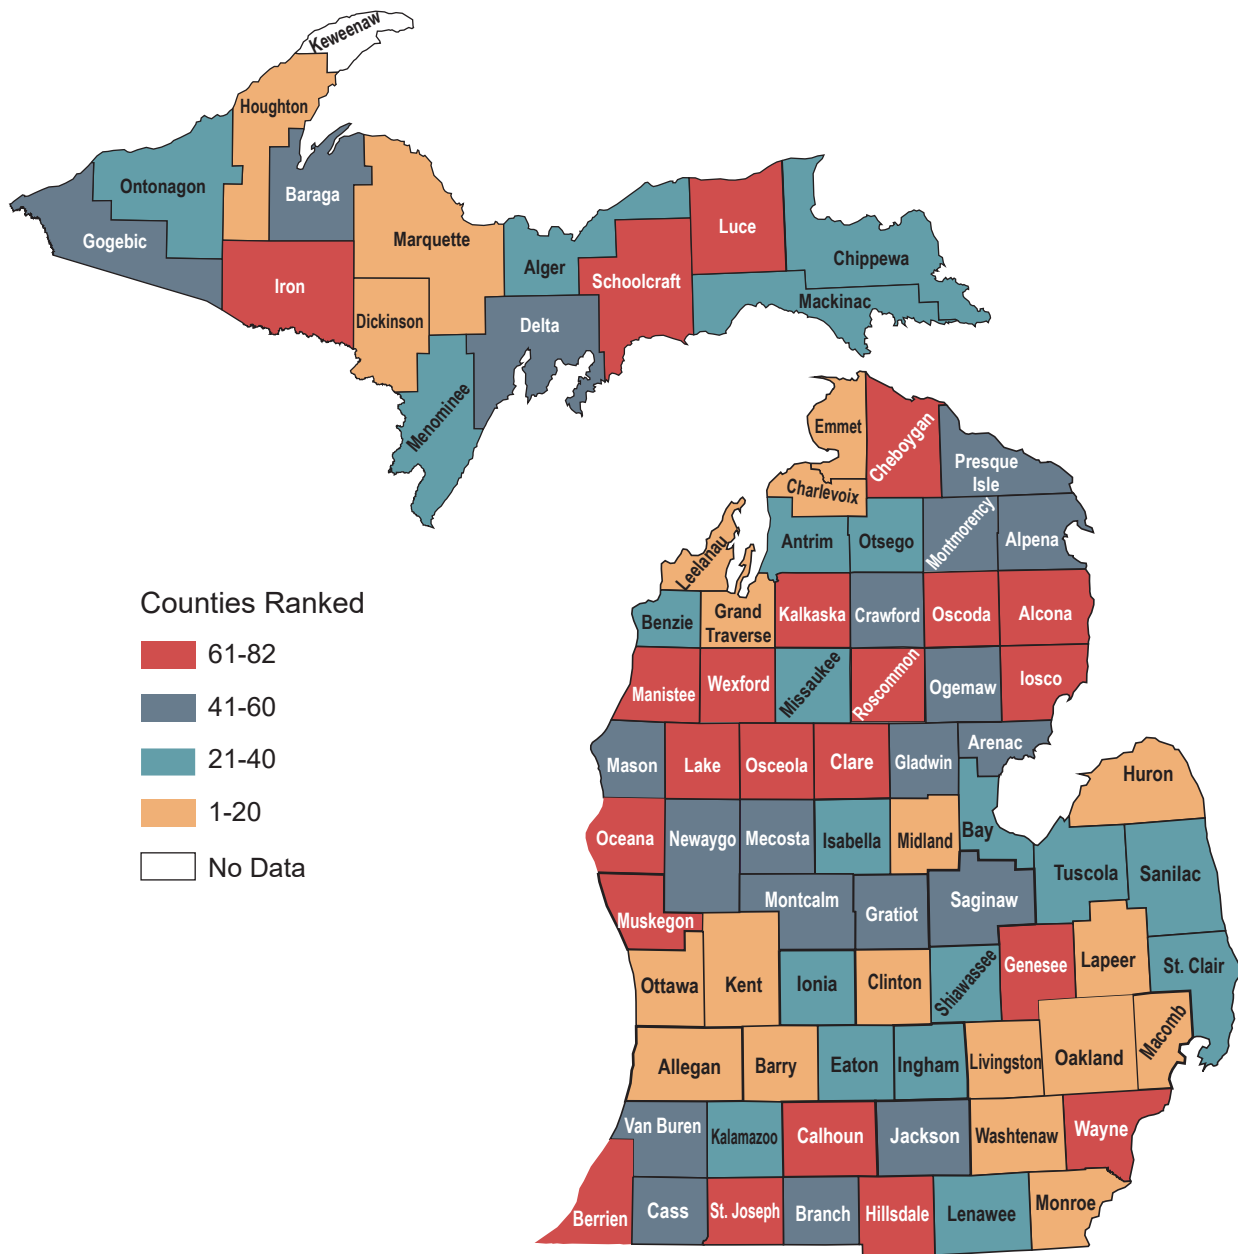 Keweenaw
Houghton
Ontonagon
Baraga
Gogebic
Marquette
Iron
Dickinson
Alger
Luce
Schoolcraft
Chippewa
Mackinac
Delta
Menominee
Emmet
Cheboygan
Presque
Isle
Charlevoix
Leelanau
Antrim
Otsego
Montmorency
Alpena
Benzie
Grand
Traverse
Kalkaska
Crawford
Oscoda
Alcona
Manistee
Wexford
Missaukee
Roscommon
Ogemaw
Iosco
Counties Ranked
61-82
41-60
21-40
1-20
No Data
Mason
Lake
Osceola
Clare
Gladwin
Arenac
Huron
Oceana
Newaygo
Mecosta
Isabella
Midland
Bay
Tuscola
Sanilac
Muskegon
Montcalm
Gratiot
Saginaw
Ottawa
Kent
Ionia
Clinton
Shiawassee
Genesee
Lapeer
St. Clair
Allegan
Barry
Eaton
Ingham
Livingston
Oakland
Macomb
Van Buren
Kalamazoo
Calhoun
Jackson
Washtenaw
Wayne
Berrien
Cass
St. Joseph
Branch
Hillsdale
Lenawee
Monroe